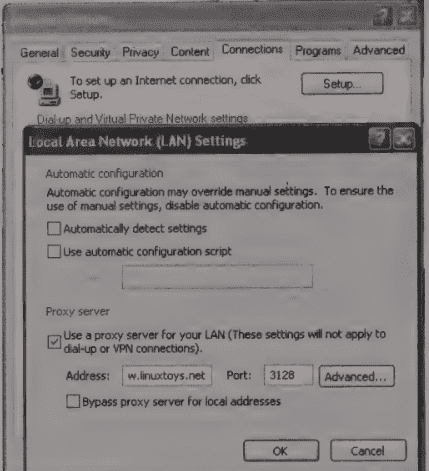 General Security Privacy Content Connections Programs Advanced
To set up an Internet connection, click
Setup.
Setup...
Dial-up and Virtual Private Network settings
Local Area Network (LAN) Settings
Automatic configuration
Automatic configuration may override manual settings. To ensure the
use of manual settings, disable automatic configuration.
Automatically detect settings
Use automatic configuration script
Proxy server
Use a proxy server for your LAN (These settings will not apply to
dial-up or VPN connections).
Address: w.linuxtoys.net Port: 3128 Advanced...
Bypass proxy server for local addresses
OK Cancel